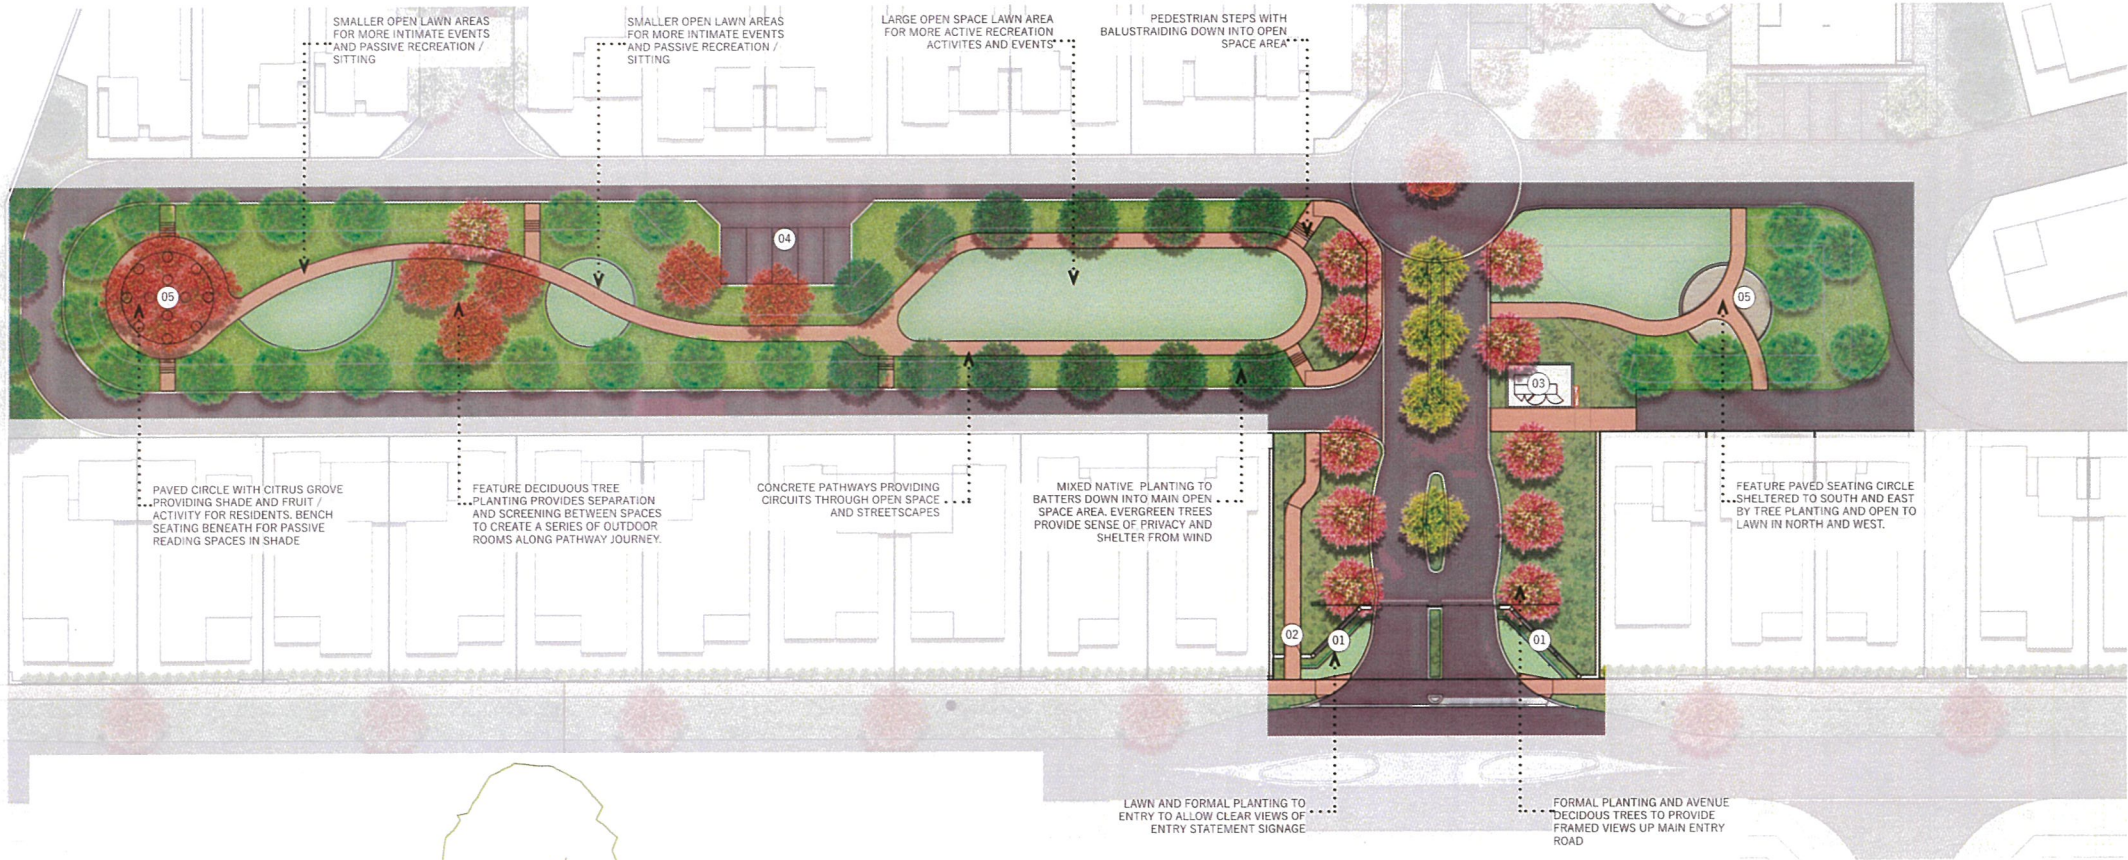 SMALLER OPEN LAWN AREAS
FOR MORE INTIMATE EVENTS
AND PASSIVE RECREATION /
SITTING
SMALLER OPEN LAWN AREAS
FOR MORE INTIMATE EVENTS
AND PASSIVE RECREATION /
SITTING
LARGE OPEN SPACE LAWN AREA
FOR MORE ACTIVE RECREATION
ACTIVITES AND EVENTS
PEDESTRIAN STEPS WITH
BALUSTRAIDING DOWN INTO OPEN
SPACE AREA
04
05
05
03
PAVED CIRCLE WITH CITRUS GROVE
PROVIDING SHADE AND FRUIT /
ACTIVITY FOR RESIDENTS. BENCH
SEATING BENEATH FOR PASSIVE
READING SPACES IN SHADE
FEATURE DECIDUOUS TREE
PLANTING PROVIDES SEPARATION
AND SCREENING BETWEEN SPACES
TO CREATE A SERIES OF OUTDOOR
ROOMS ALONG PATHWAY JOURNEY.
CONCRETE PATHWAYS PROVIDING
CIRCUITS THROUGH OPEN SPACE
AND STREETSCAPES
MIXED NATIVE PLANTING TO
BATTERS DOWN INTO MAIN OPEN
SPACE AREA. EVERGREEN TREES
PROVIDE SENSE OF PRIVACY AND
SHELTER FROM WIND
FEATURE PAVED SEATING CIRCLE
SHELTERED TO SOUTH AND EAST
BY TREE PLANTING AND OPEN TO
LAWN IN NORTH AND WEST.
02
01
01
LAWN AND FORMAL PLANTING TO
ENTRY TO ALLOW CLEAR VIEWS OF
ENTRY STATEMENT SIGNAGE
FORMAL PLANTING AND AVENUE
DECIDOUS TREES TO PROVIDE
FRAMED VIEWS UP MAIN ENTRY
ROAD